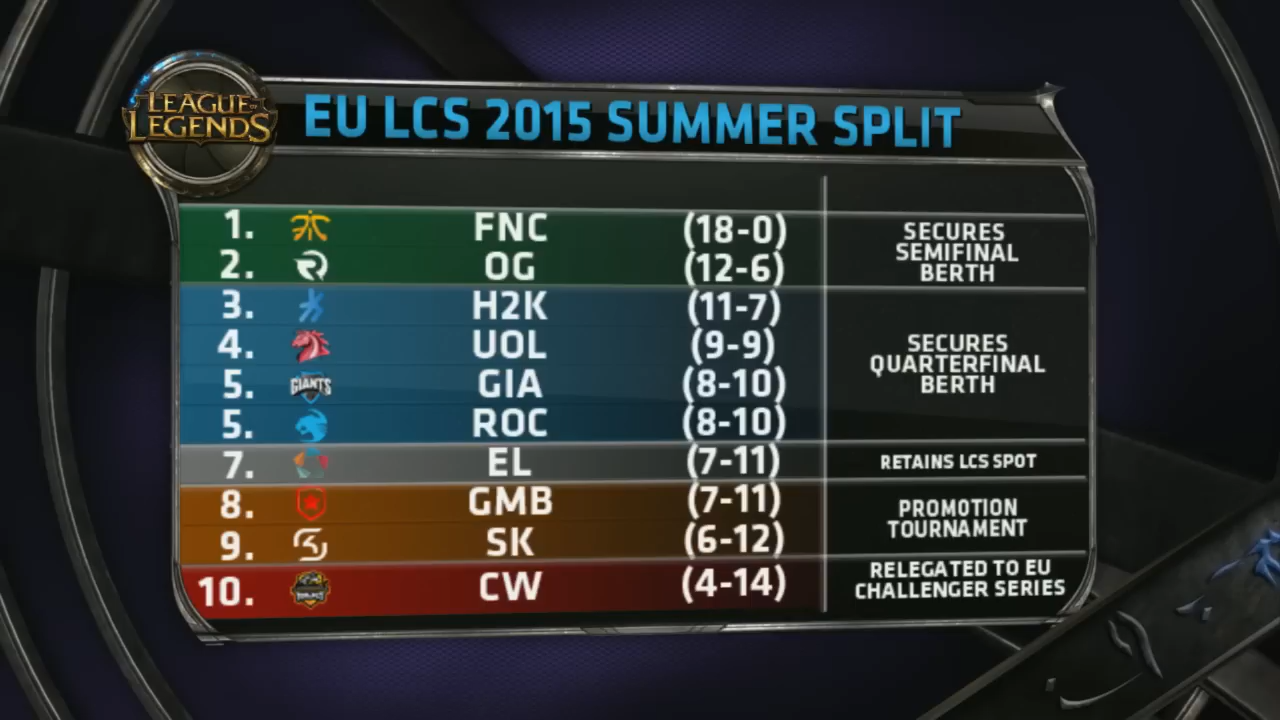 LEAGUE OF
LEGENDS
EU LCS 2015 SUMMER SPLIT
1. FNC (18-0)
2. OG (12-6)
SECURES
SEMIFINAL
BERTH
3. H2K (11-7)
4. UOL (9-9)
5. GIANTS GIA (8-10)
5. ROC (8-10)
SECURES
QUARTERFINAL
BERTH
7. EL (7-11)
RETAINS LCS SPOT
8. GMB (7-11)
9. SK (6-12)
PROMOTION
TOURNAMENT
10. CW (4-14)
RELEGATED TO EU
CHALLENGER SERIES